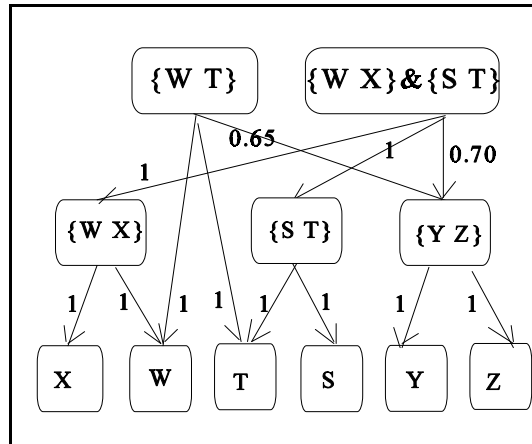 {W T} {W X}&{S T}
0.65
1 1 0.70
{W X} {S T} {Y Z}
1 1 1 1 1 1 1 1
X W T S Y Z